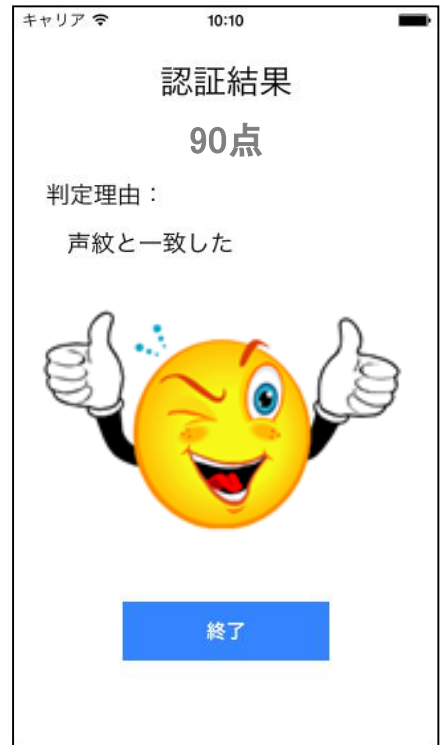 キャリア 10:10
認証結果
90点
判定理由：
声紋と一致した
終了